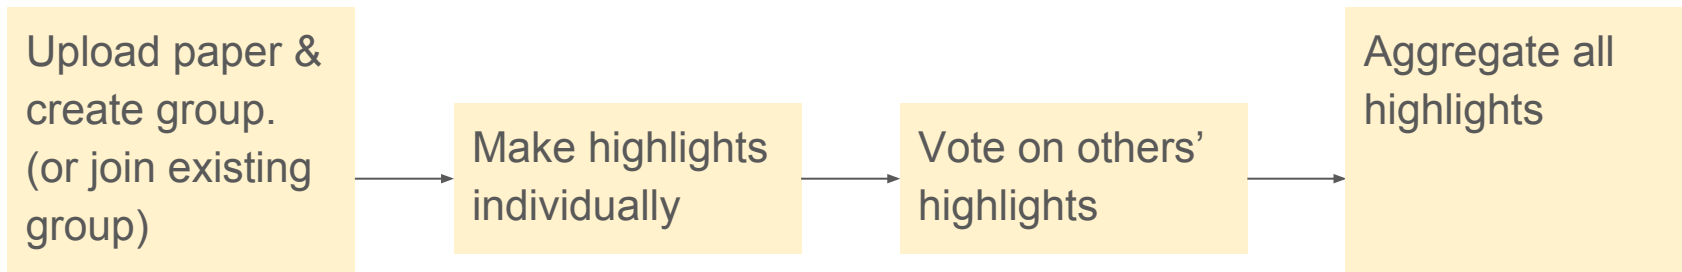 Upload paper &
create group.
(or join existing
group)
Make highlights
individually
Vote on others’
highlights
Aggregate all
highlights